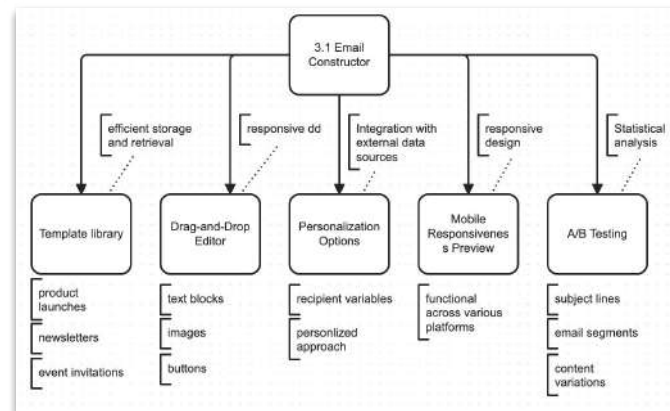 3.1 Email
Constructor
efficient storage
and retrieval
responsive dd
Integration with
external data
sources
responsive
design
Statistical
analysis
Template library
Drag-and-Drop
Editor
Personalization
Options
Mobile
Responsivenes
s Preview
A/B Testing
product
launches
newsletters
event invitations
text blocks
images
buttons
recipient variables
personlized
approach
functional
across various
platforms
subject lines
email segments
content
variations